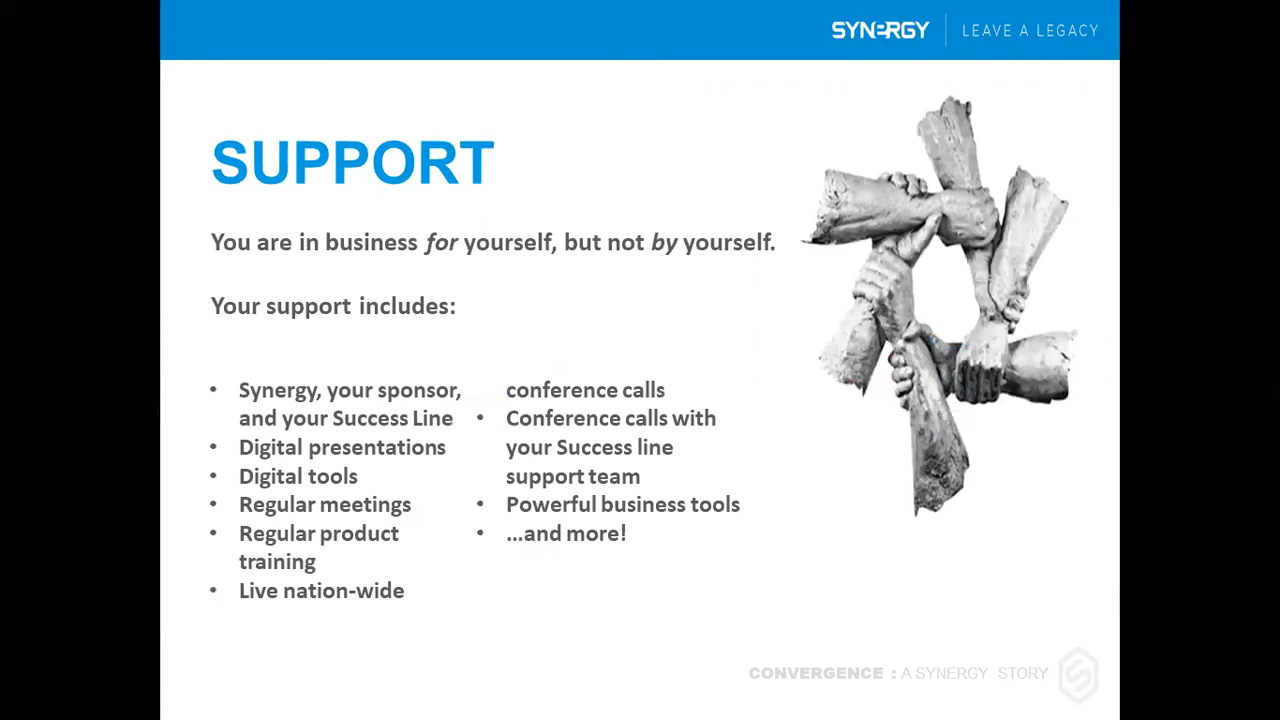 SYNERGY
LEAVE A LEGACY
SUPPORT
You are in business for yourself, but not by yourself.
Your support includes:
• Synergy, your sponsor,
and your Success Line
• Digital presentations
• Digital tools
• Regular meetings
• Regular product
training
• Live nation-wide
conference calls
• Conference calls with
your Success line
support team
• Powerful business tools
• ...and more!
CONVERGENCE : A SYNERGY STORY